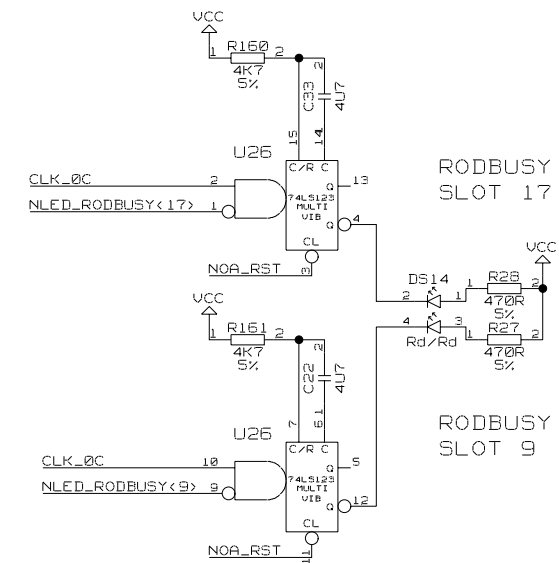 VCC
1 R160 2
4K7
5%
C33
2
4U7
15
14
U26
C/R C
CLK_0C 2
Q 13
74LS123
MULTI
VIB
NLED_RODBUSY<17> 1
Q 4
CL
3
NOA_RST
RODBUSY
SLOT 17
VCC
DS14
2 1
1 R28 2
470R
5%
4 3
Rd/Rd
1 R27 2
470R
5%
VCC
1 R161 2
4K7
5%
C22
2
4U7
7
6 1
U26
C/R C
CLK_0C 10
Q 5
74LS123
MULTI
VIB
NLED_RODBUSY<9> 9
Q 12
CL
11
NOA_RST
RODBUSY
SLOT 9